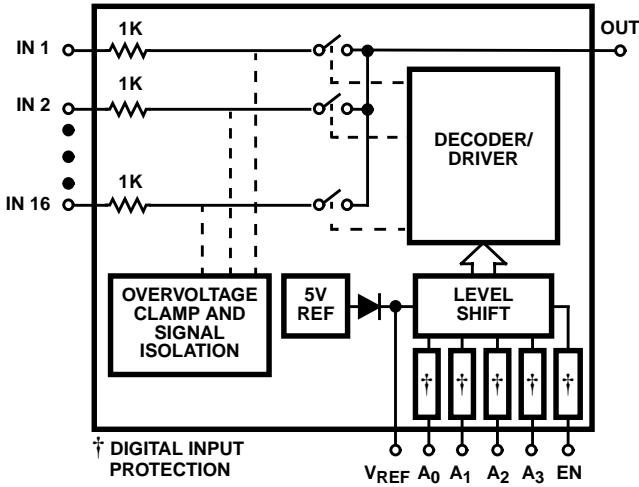 1K
OUT
IN 1
1K
IN 2
DECODER/
DRIVER
1K
IN 16
OVERVOLTAGE
CLAMP AND
SIGNAL
ISOLATION
5V
REF
LEVEL
SHIFT
† † † † †
† DIGITAL INPUT
PROTECTION
VREF A0 A1 A2 A3 EN